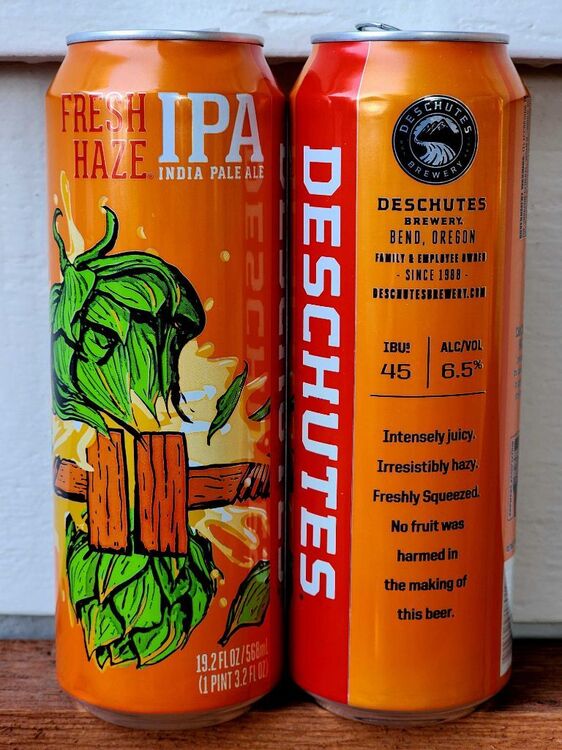 FRESH
HAZE®
IPA
INDIA PALE ALE
19.2 FL OZ/568mL
(1 PINT 3.2 FL OZ)
DESCHUTES
DESCHUTES
BREWERY
DESCHUTES
BREWERY.
BEND, OREGON
FAMILY & EMPLOYEE OWNED
- SINCE 1988 -
DESCHUTESBREWERY.COM
IBUs
45
ALC/VOL
6.5%
Intensely juicy.
Irresistibly hazy.
Freshly Squeezed.
No fruit was
harmed in
the making of
this beer.